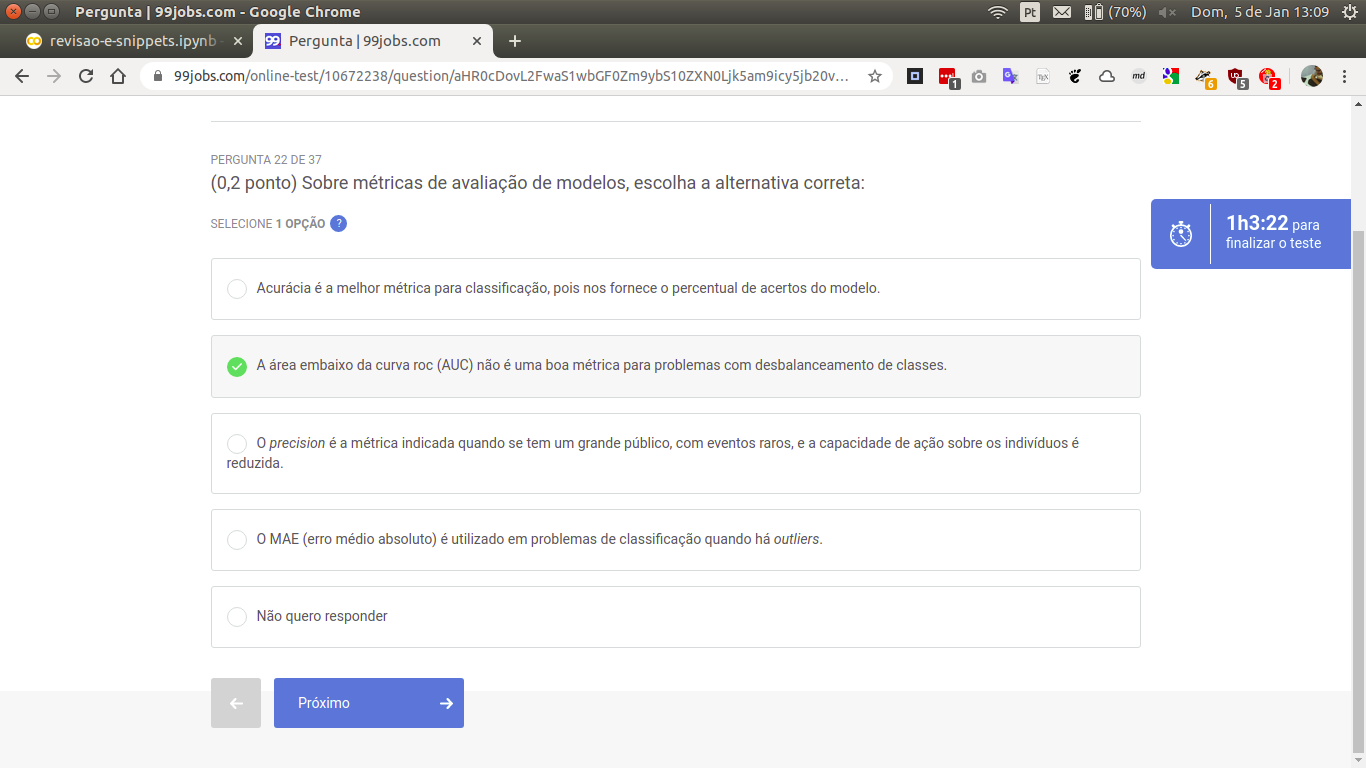 Pergunta | 99jobs.com - Google Chrome
Pt
(70%)
Dom, 5 de Jan 13:09
revisao-e-snippets.ipynb
Pergunta | 99jobs.com
99jobs.com/online-test/10672238/question/aHR0cDovL2FwaS1wbGF0Zm9ybS10ZXN0Ljk5am9icy5jb20v...
PERGUNTA 22 DE 37
(0,2 ponto) Sobre métricas de avaliação de modelos, escolha a alternativa correta:
SELECIONE 1 OPÇÃO ?
1h3:22 para
finalizar o teste
Acurácia é a melhor métrica para classificação, pois nos fornece o percentual de acertos do modelo.
A área embaixo da curva roc (AUC) não é uma boa métrica para problemas com desbalanceamento de classes.
O precision é a métrica indicada quando se tem um grande público, com eventos raros, e a capacidade de ação sobre os indivíduos é
reduzida.
O MAE (erro médio absoluto) é utilizado em problemas de classificação quando há outliers.
Não quero responder
Próximo